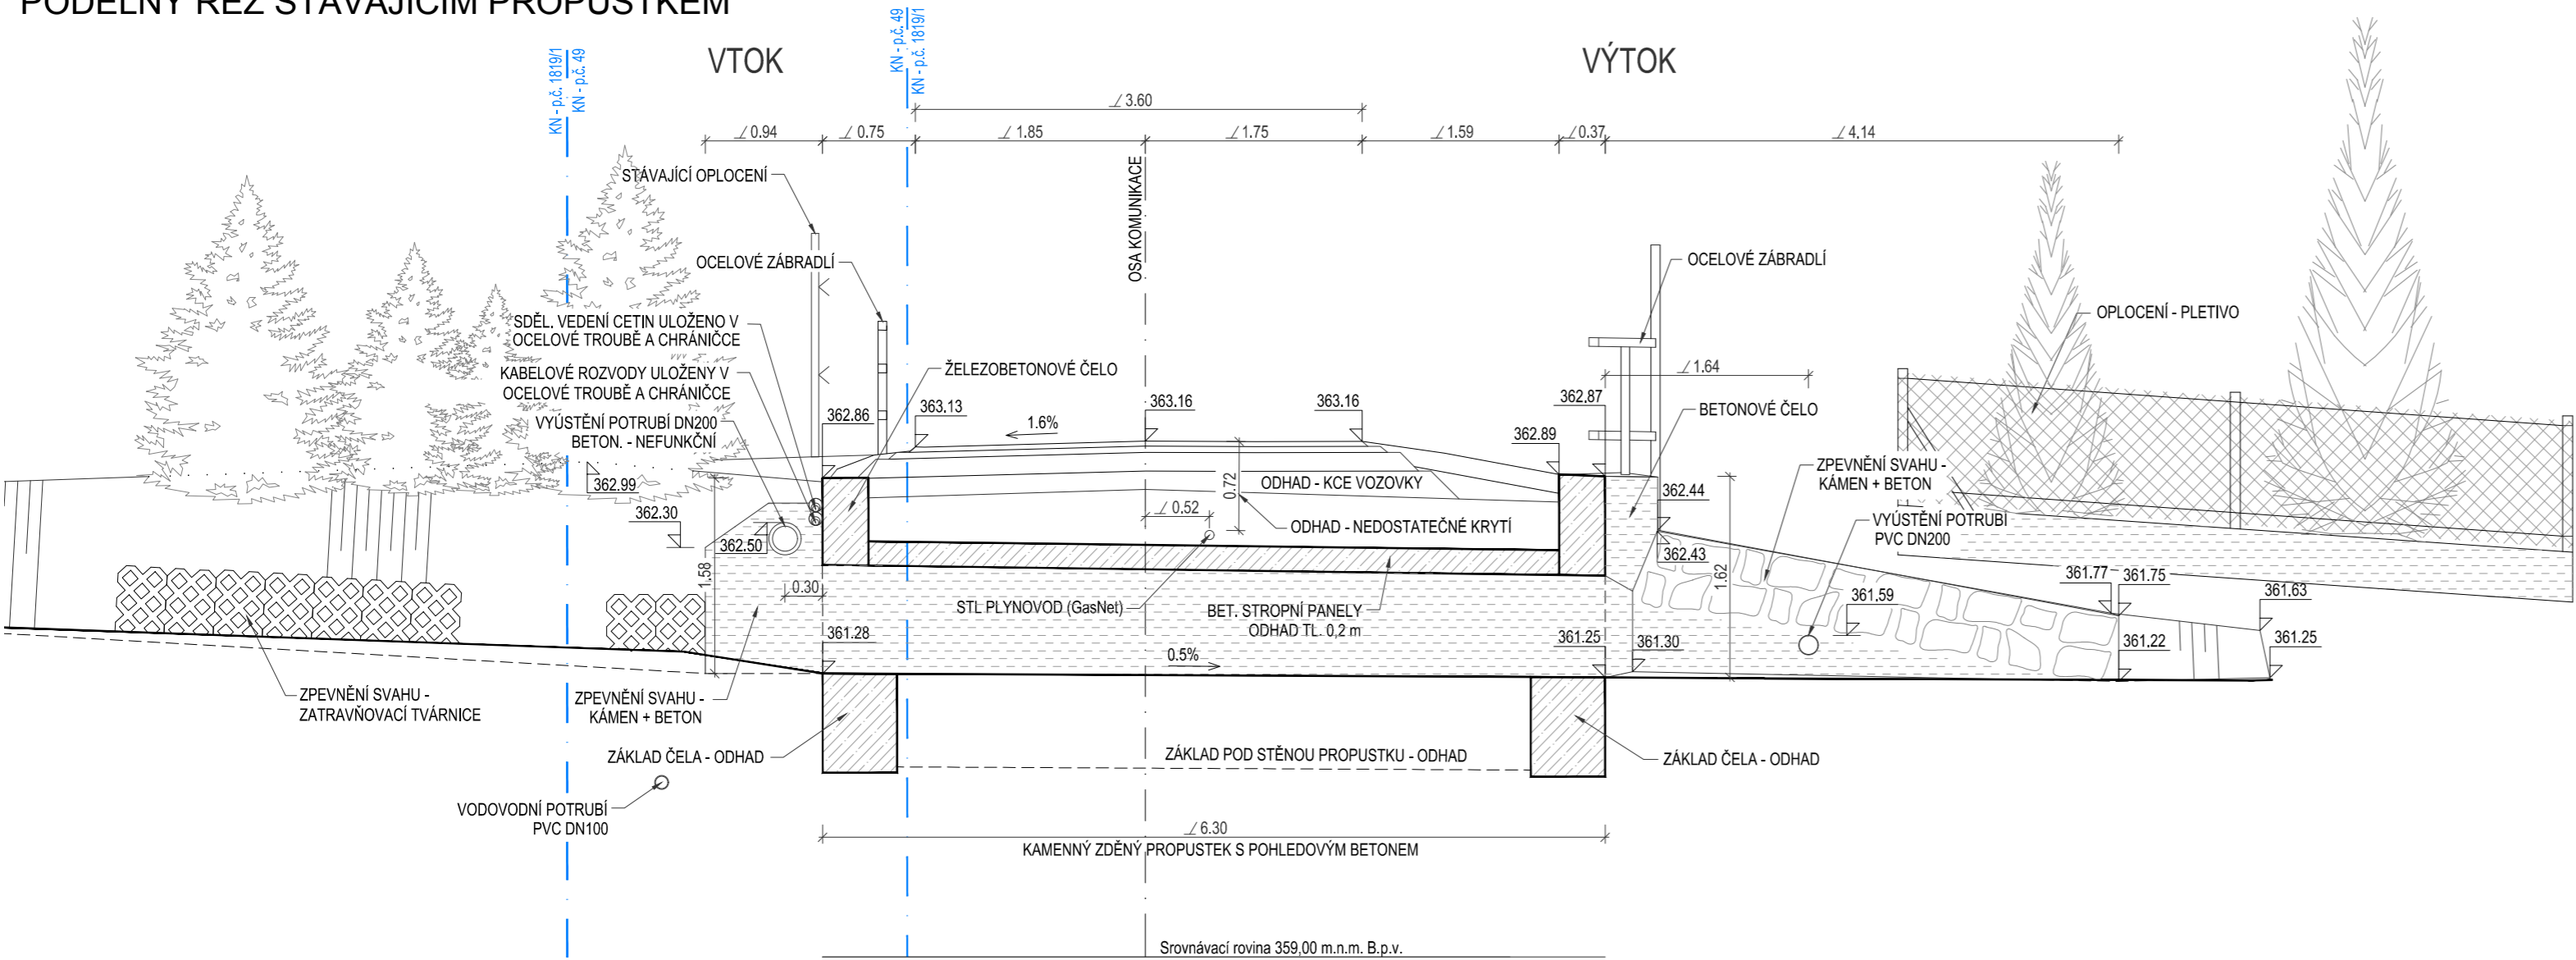 PODÉLNÝ ŘEZ STÁVAJÍCÍM PROPUSTKEM
KN - p.č. 1819/1
KN - p.č. 49
VTOK
KN - p.č. 49
KN - p.č. 1819/1
VÝTOK
3.60
0.94
0.75
1.85
1.75
1.59
0.37
4.14
STÁVAJÍCÍ OPLOCENÍ
OSA KOMUNIKACE
OCELOVÉ ZÁBRADLÍ
OCELOVÉ ZÁBRADLÍ
OPLOCENÍ - PLETIVO
SDĚL. VEDENÍ CETIN ULOŽENO V
OCELOVÉ TROUBĚ A CHRÁNIČCE
KABELOVÉ ROZVODY ULOŽENY V
OCELOVÉ TROUBĚ A CHRÁNIČCE
ŽELEZOBETONOVÉ ČELO
1.64
VYÚSTĚNÍ POTRUBÍ DN200
BETON. - NEFUNKČNÍ
362.86
363.13
1.6%
363.16
363.16
362.87
BETONOVÉ ČELO
362.89
362.99
0.72
ODHAD - KCE VOZOVKY
ZPEVNĚNÍ SVAHU -
KÁMEN + BETON
362.44
362.30
0.52
ODHAD - NEDOSTATEČNÉ KRYTÍ
VYÚSTĚNÍ POTRUBÍ
PVC DN200
362.50
362.43
1.58
0.30
1.62
361.77
361.75
361.63
361.59
STL PLYNOVOD (GasNet)
BET. STROPNÍ PANELY
ODHAD TL. 0,2 m
361.28
361.25
361.30
361.22
361.25
0.5%
ZPEVNĚNÍ SVAHU -
ZATRAVŇOVACÍ TVÁRNICE
ZPEVNĚNÍ SVAHU -
KÁMEN + BETON
ZÁKLAD ČELA - ODHAD
ZÁKLAD POD STĚNOU PROPUSTKU - ODHAD
ZÁKLAD ČELA - ODHAD
VODOVODNÍ POTRUBÍ
PVC DN100
6.30
KAMENNÝ ZDĚNÝ PROPUSTEK S POHLEDOVÝM BETONEM
Srovnávací rovina 359,00 m.n.m. B.p.v.